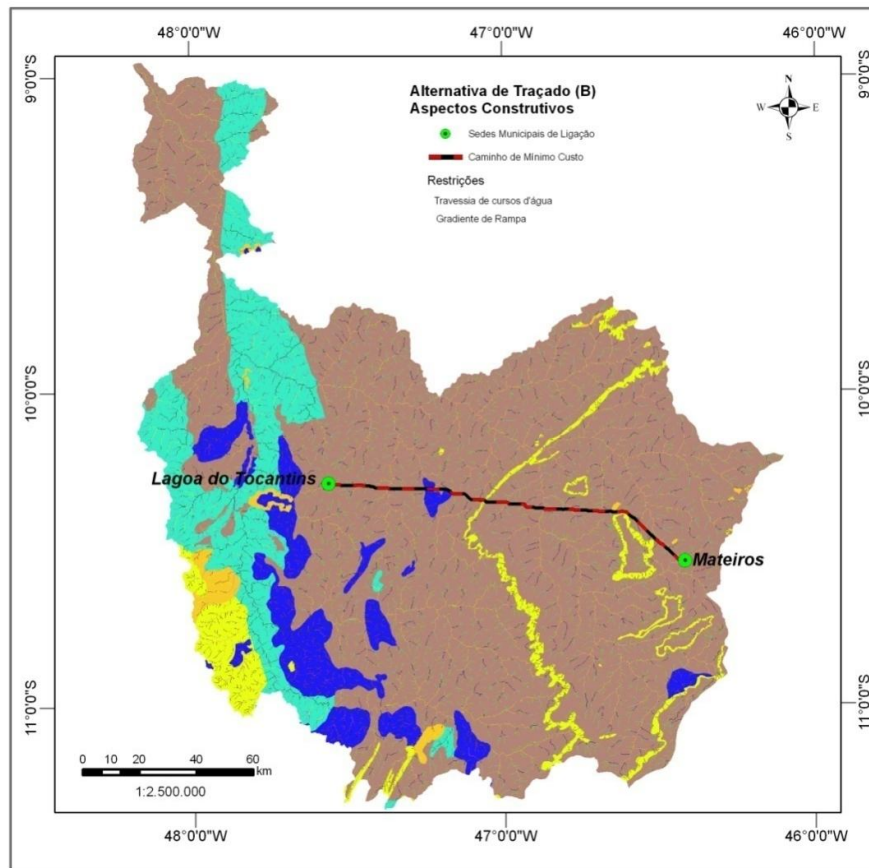 48°0'0"W
47°0'0"W
46°0'0"W
9°0'0"S
9°0'0"S
Alternativa de Traçado (B)
Aspectos Construtivos
N
W
E
S
Sedes Municipais de Ligação
Caminho de Mínimo Custo
Restrições
Travessia de cursos d'água
Gradiente de Rampa
10°0'0"S
10°0'0"S
Lagoa do Tocantins
Mateiros
11°0'0"S
11°0'0"S
0 10 20 40 60
km
1:2.500.000
48°0'0"W
47°0'0"W
46°0'0"W